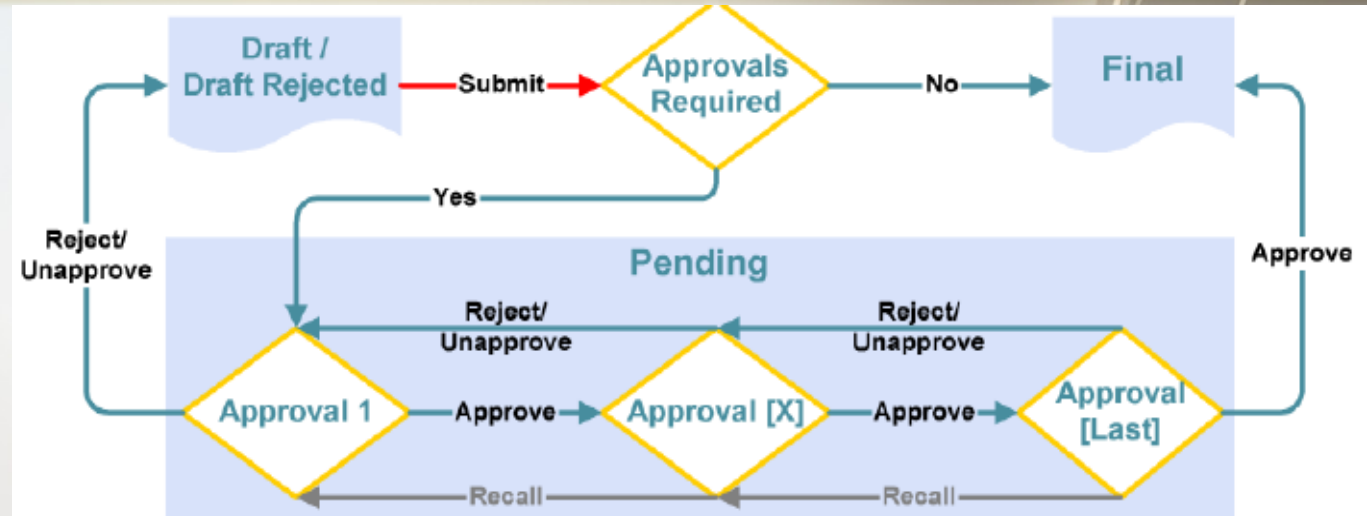 Draft /
Draft Rejected
Submit
Approvals
Required
No
Final
Yes
Reject/
Unapprove
Approve
Pending
Reject/
Unapprove
Reject/
Unapprove
Approval 1
Approve
Approval [X]
Approve
Approval
[Last]
Recall
Recall